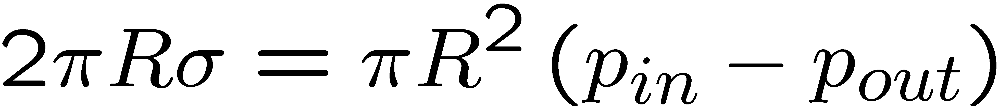 2πRσ = πR² (p_in − p_out)